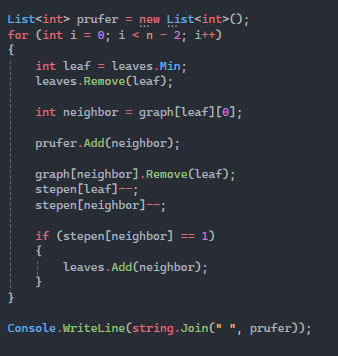 List<int> prufer = new List<int>();
for (int i = 0; i < n - 2; i++)
{
    int leaf = leaves.Min;
    leaves.Remove(leaf);

    int neighbor = graph[leaf][0];

    prufer.Add(neighbor);

    graph[neighbor].Remove(leaf);
    stepen[leaf]--;
    stepen[neighbor]--;

    if (stepen[neighbor] == 1)
    {
        leaves.Add(neighbor);
    }
}

Console.WriteLine(string.Join(" ", prufer));